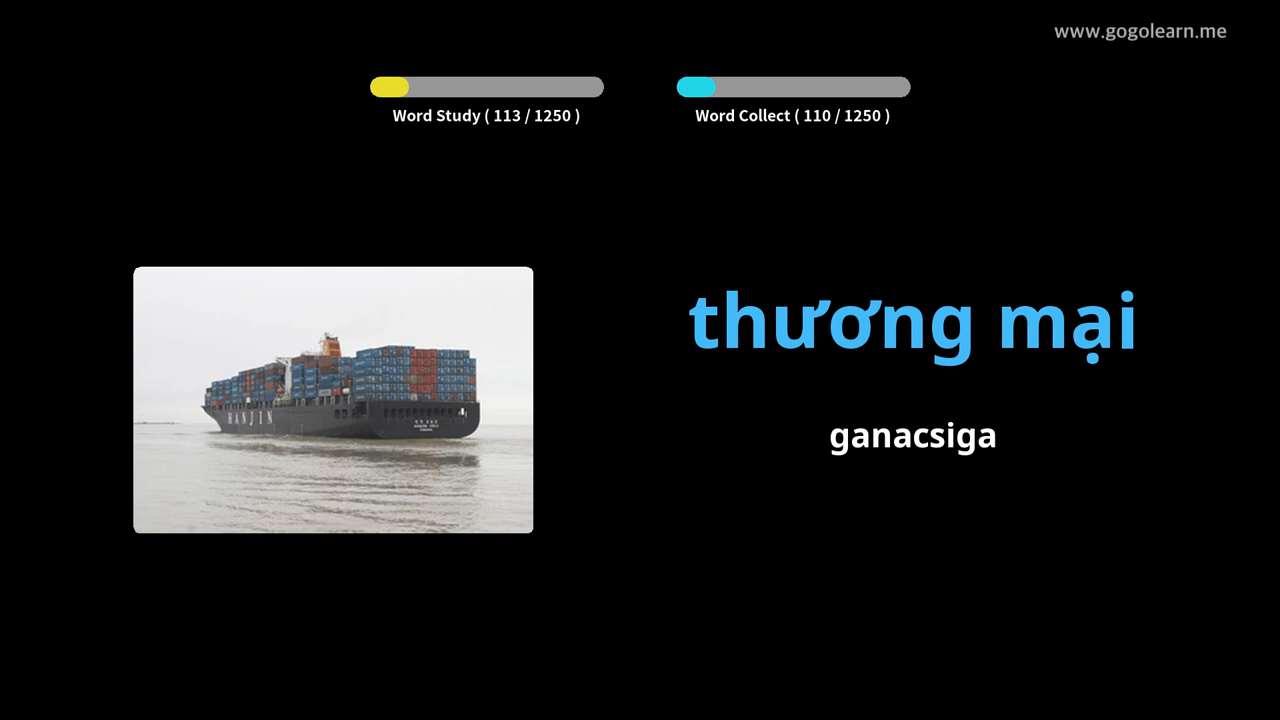 www.gogolearn.me
Word Study ( 113 / 1250 )
Word Collect ( 110 / 1250 )
thương mại
ganacsiga
HANJIN